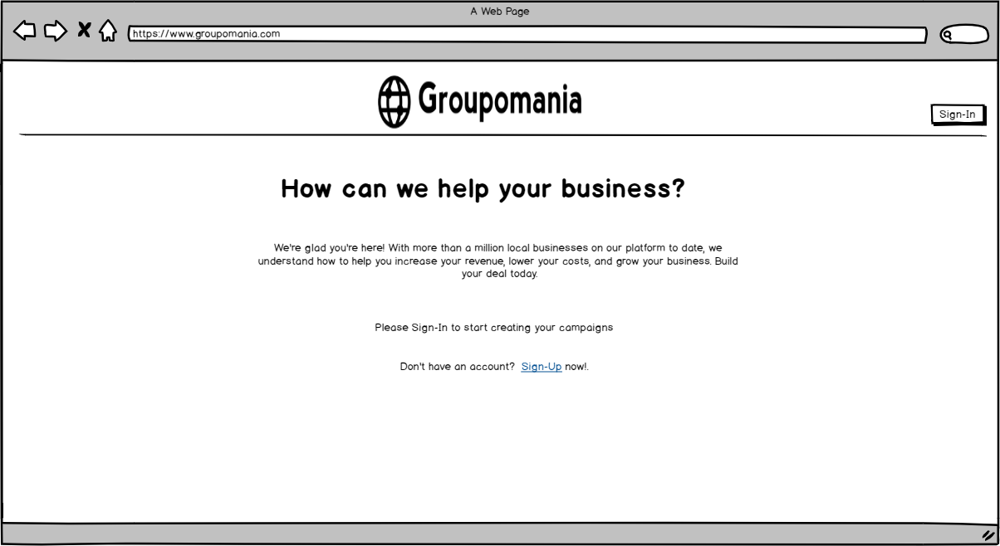 A Web Page
https://www.groupomania.com
Groupomania
Sign-In
How can we help your business?
We're glad you're here! With more than a million local businesses on our platform to date, we
understand how to help you increase your revenue, lower your costs, and grow your business. Build
your deal today.
Please Sign-In to start creating your campaigns
Don't have an account? Sign-Up now!.